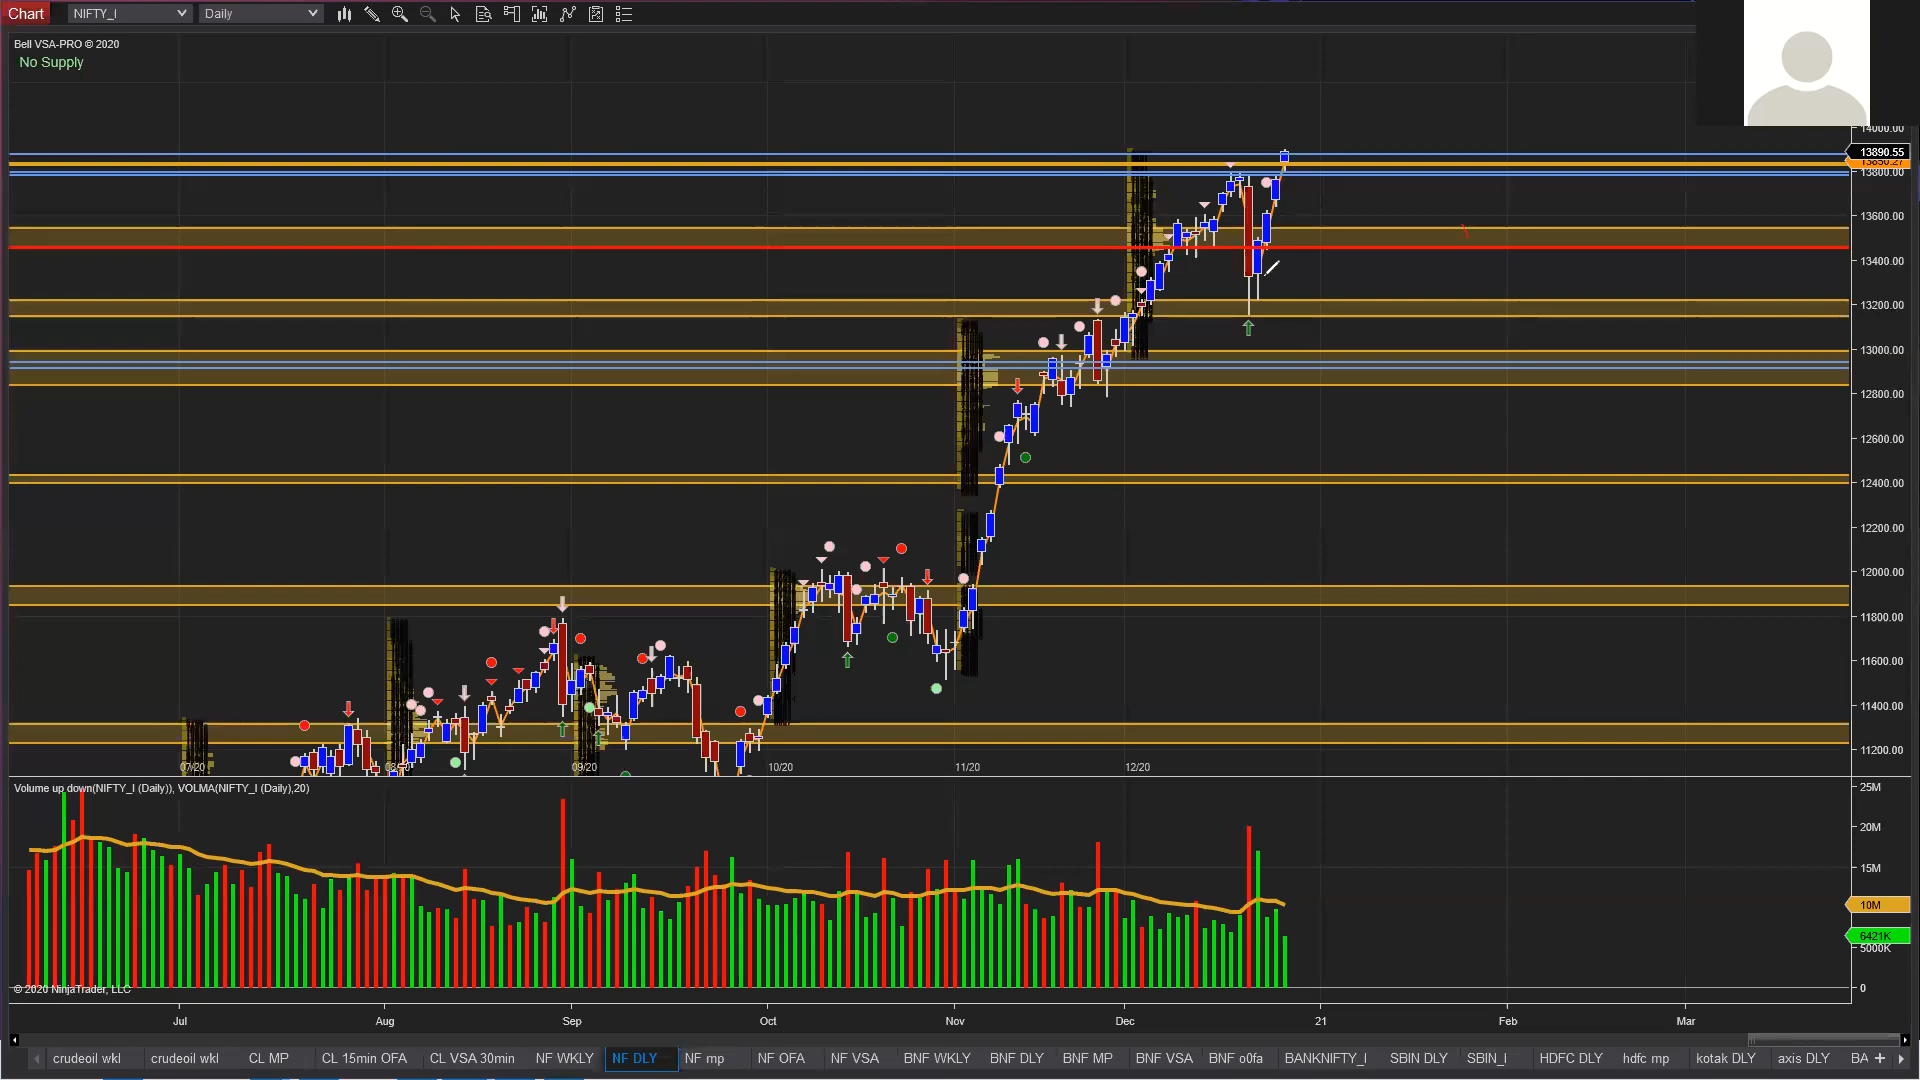 Chart NIFTY_I Daily
Bell VSA-PRO © 2020
No Supply
14000.00
13890.55
13850.27
13800.00
13600.00
13400.00
13200.00
13000.00
12800.00
12600.00
12400.00
12200.00
12000.00
11800.00
11600.00
11400.00
11200.00
07/20 09/20 10/20 11/20 12/20
Volume up down(NIFTY_I (Daily)), VOLMA(NIFTY_I (Daily),20)
25M
20M
15M
10M
6421K
5000K
0
© 2020 NinjaTrader, LLC
Jul Aug Sep Oct Nov Dec 21 Feb Mar
crudeoil wkl crudeoil wkl CL MP CL 15min OFA CL VSA 30min NF WKLY NF DLY NF mp NF OFA NF VSA BNF WKLY BNF DLY BNF MP BNF VSA BNF o0fa BANKNIFTY_I SBIN DLY SBIN_I HDFC DLY hdfc mp kotak DLY axis DLY BA +